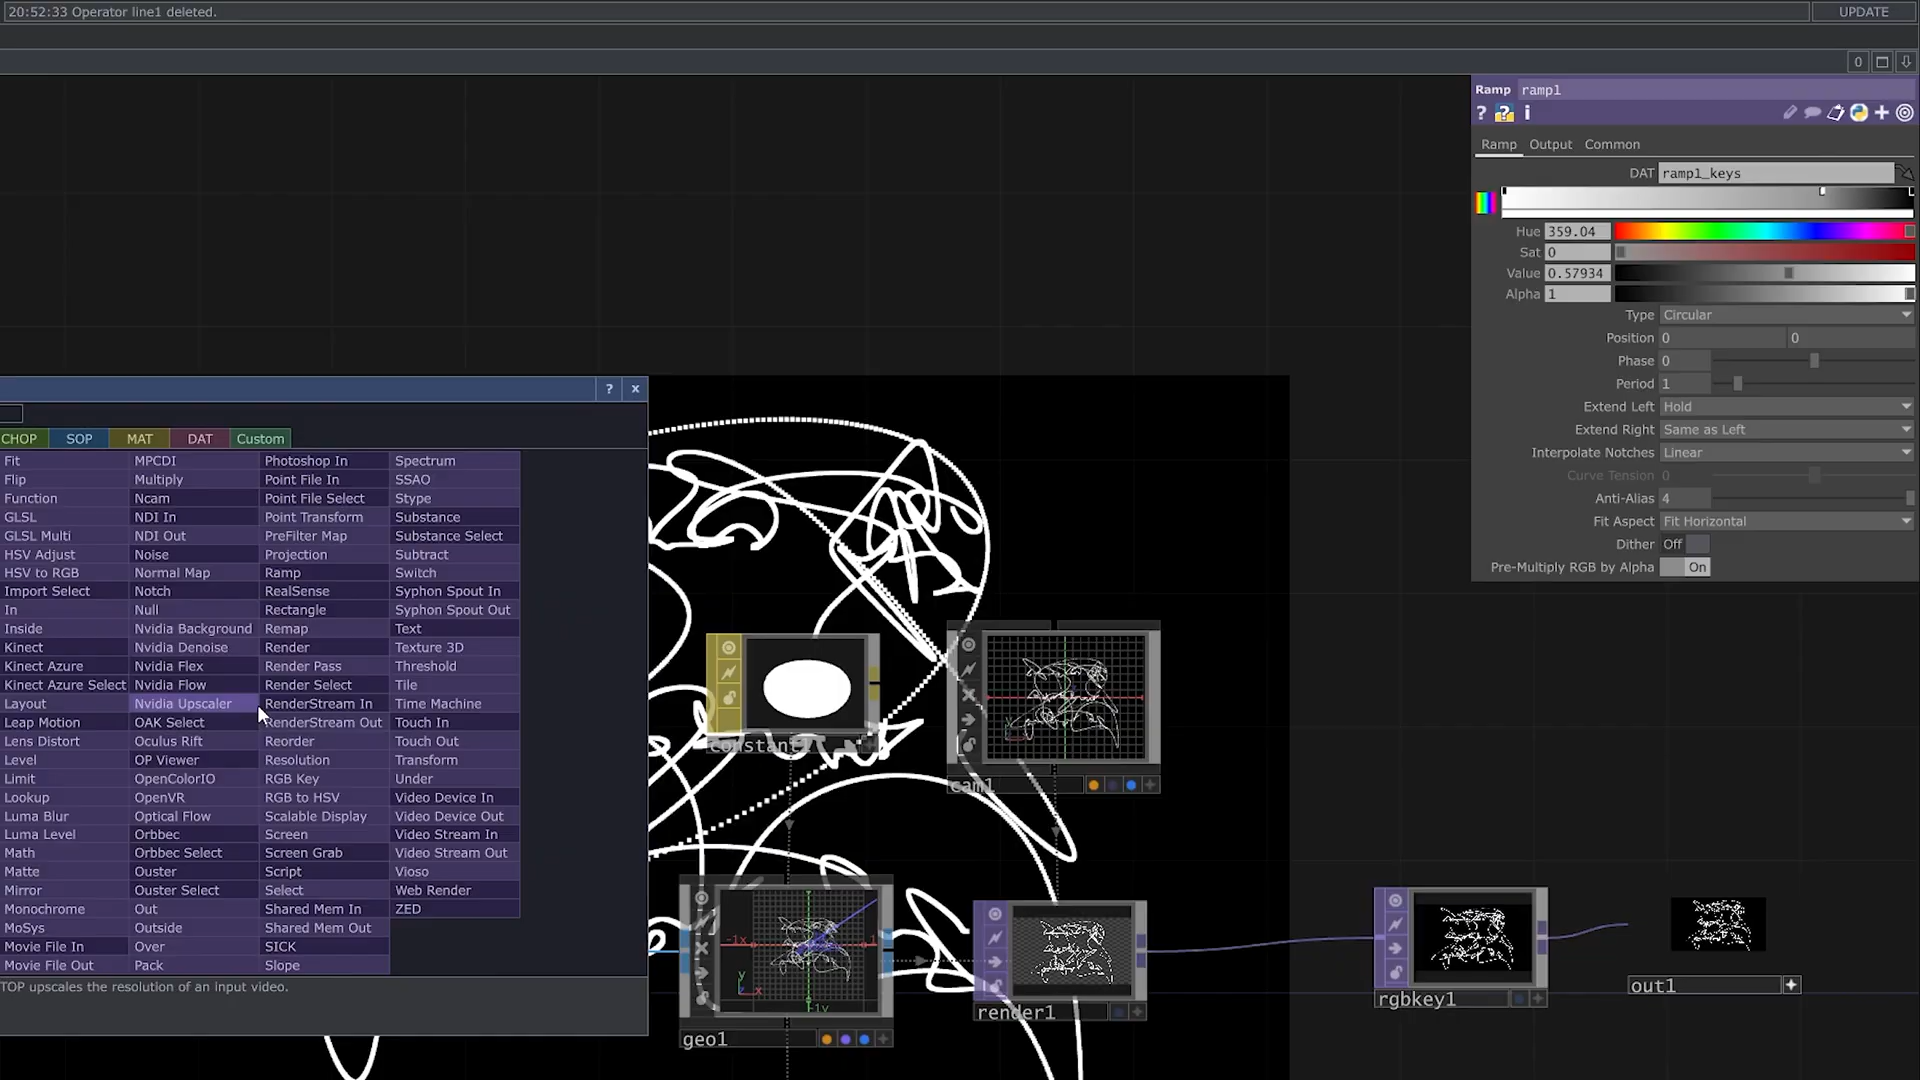 20:52:33 Operator line1 deleted.
UPDATE
0
Ramp ramp1
? ? i
Ramp Output Common
DAT ramp1_keys
Hue 359.04
Sat 0
Value 0.57934
Alpha 1
Type Circular
Position 0 0
Phase 0
Period 1
Extend Left Hold
Extend Right Same as Left
Interpolate Notches Linear
Curve Tension 0
Anti-Alias 4
Fit Aspect Fit Horizontal
Dither Off
Pre-Multiply RGB by Alpha On
? x
CHOP SOP MAT DAT Custom
Fit MPCDI Photoshop In Spectrum
Flip Multiply Point File In SSAO
Function Ncam Point File Select Stype
GLSL NDI In Point Transform Substance
GLSL Multi NDI Out PreFilter Map Substance Select
HSV Adjust Noise Projection Subtract
HSV to RGB Normal Map Ramp Switch
Import Select Notch RealSense Syphon Spout In
In Null Rectangle Syphon Spout Out
Inside Nvidia Background Remap Text
Kinect Nvidia Denoise Render Texture 3D
Kinect Azure Nvidia Flex Render Pass Threshold
Kinect Azure Select Nvidia Flow Render Select Tile
Layout Nvidia Upscaler RenderStream In Time Machine
Leap Motion OAK Select RenderStream Out Touch In
Lens Distort Oculus Rift Reorder Touch Out
Level OP Viewer Resolution Transform
Limit OpenColorIO RGB Key Under
Lookup OpenVR RGB to HSV Video Device In
Luma Blur Optical Flow Scalable Display Video Device Out
Luma Level Orbbec Screen Video Stream In
Math Orbbec Select Screen Grab Video Stream Out
Matte Ouster Script Vioso
Mirror Ouster Select Select Web Render
Monochrome Out Shared Mem In ZED
MoSys Outside Shared Mem Out
Movie File In Over SICK
Movie File Out Pack Slope
TOP upscales the resolution of an input video.
constant1
cam1
-1x 1
y
x
-1y
geo1
render1
rgbkey1
out1